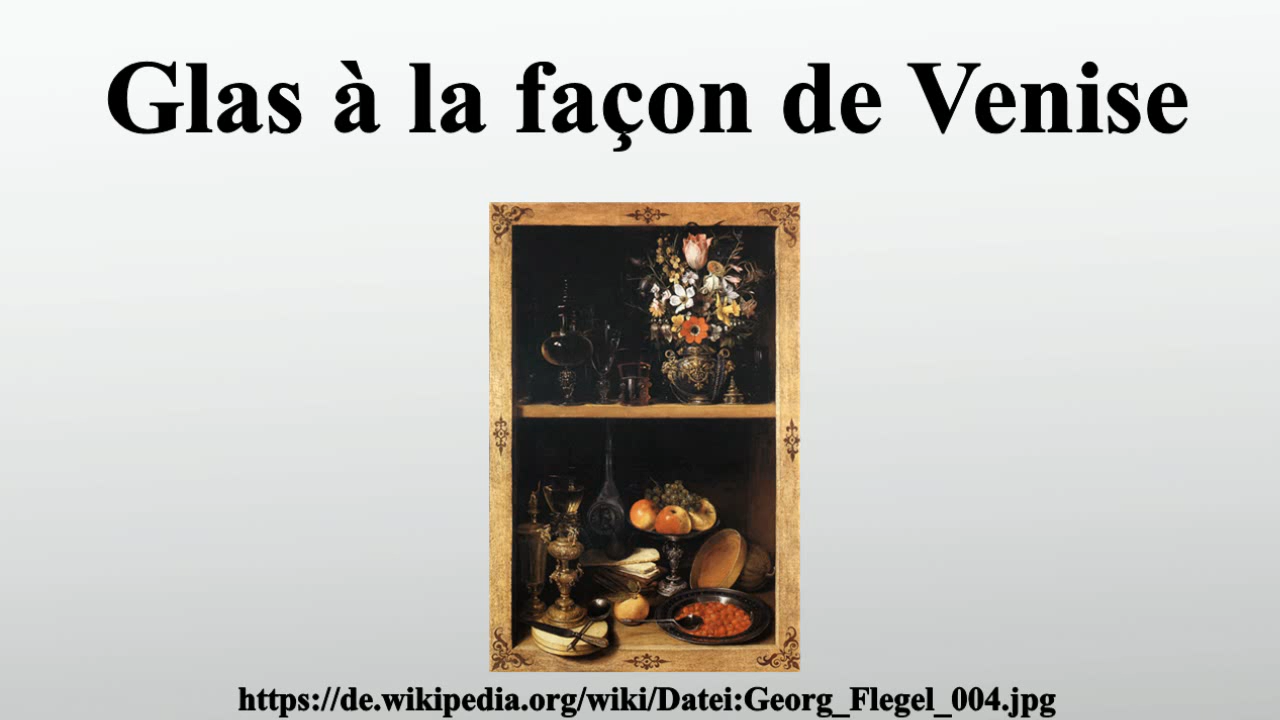 Glas à la façon de Venise
https://de.wikipedia.org/wiki/Datei:Georg_Flegel_004.jpg